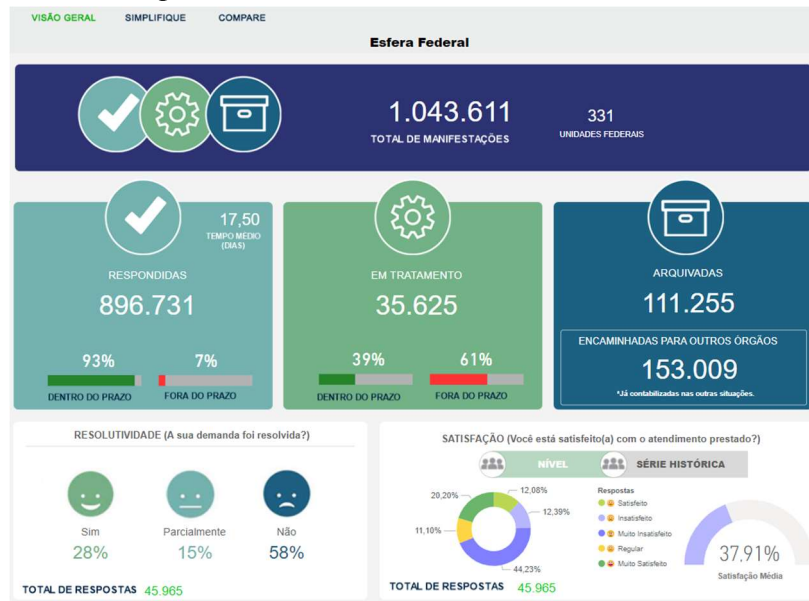 VISÃO GERAL SIMPLIFIQUE COMPARE
Esfera Federal
1.043.611
TOTAL DE MANIFESTAÇÕES
331
UNIDADES FEDERAIS
17,50
TEMPO MÉDIO
(DIAS)
RESPONDIDAS
896.731
93% 7%
DENTRO DO PRAZO FORA DO PRAZO
EM TRATAMENTO
35.625
39% 61%
DENTRO DO PRAZO FORA DO PRAZO
ARQUIVADAS
111.255
ENCAMINHADAS PARA OUTROS ÓRGÃOS
153.009
*Já contabilizadas nas outras situações.
RESOLUTIVIDADE (A sua demanda foi resolvida?)
Sim Parcialmente Não
28% 15% 58%
TOTAL DE RESPOSTAS 45.965
SATISFAÇÃO (Você está satisfeito(a) com o atendimento prestado?)
NÍVEL SÉRIE HISTÓRICA
20,20% 12,08%
12,39%
11,10%
44,23%
Respostas
Satisfeito
Insatisfeito
Muito Insatisfeito
Regular
Muito Satisfeito
37,91%
Satisfação Média
TOTAL DE RESPOSTAS 45.965